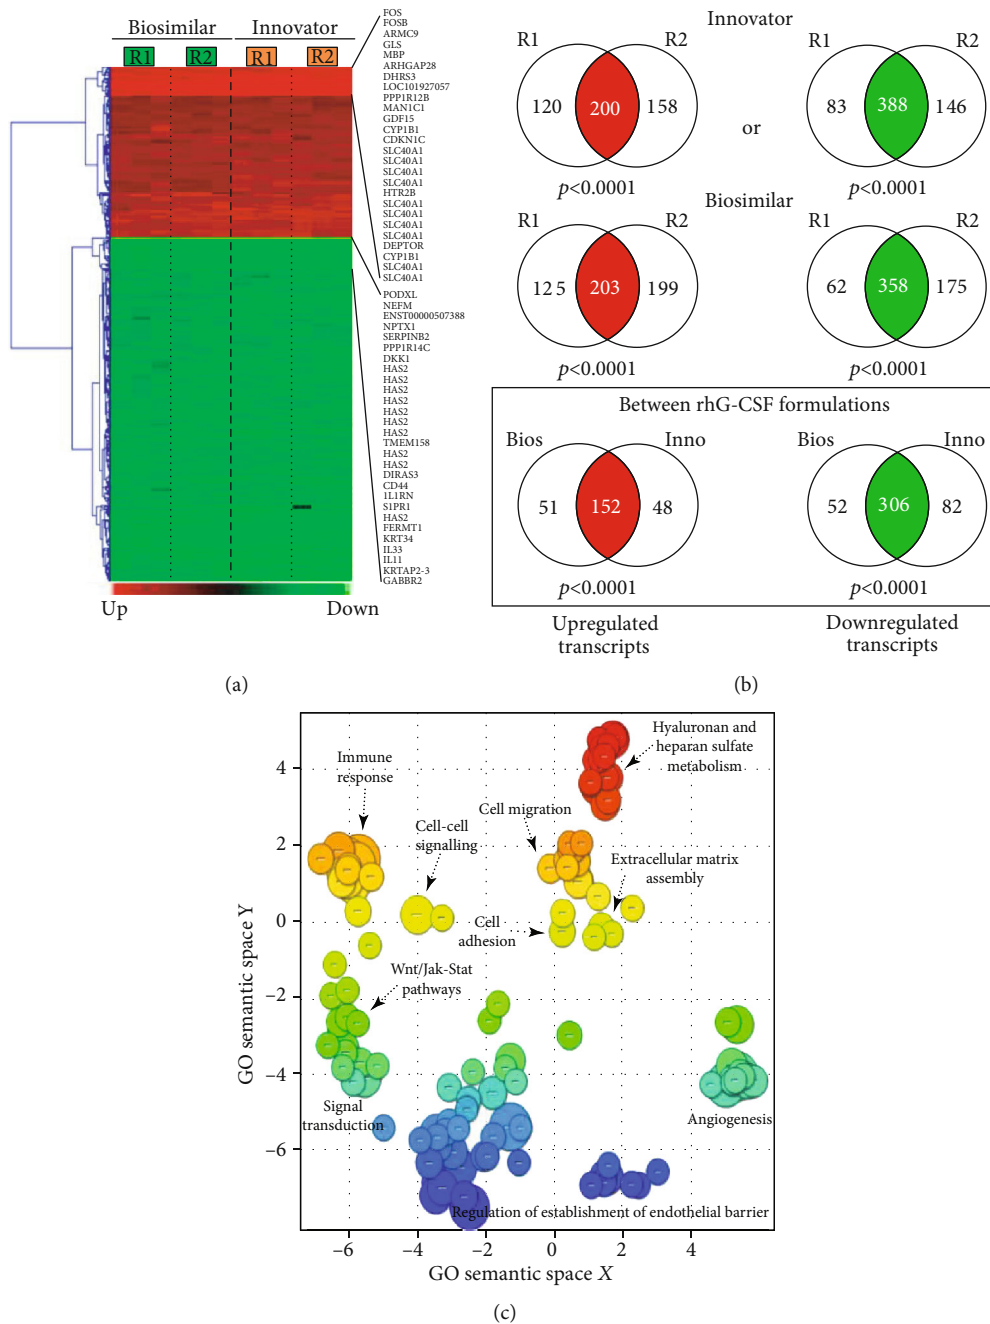 Biosimilar Innovator
R1 R2 R1 R2
FOS
FOSB
ARMC9
GLS
MBP
ARHGAP28
DHRS3
LOC101927057
PPP1R12B
MAN1C1
GDF15
CYP1B1
CDKN1C
SLC40A1
SLC40A1
SLC40A1
SLC40A1
HTR2B
SLC40A1
SLC40A1
SLC40A1
SLC40A1
DEPTOR
CYP1B1
SLC40A1
SLC40A1
PODXL
NEFM
ENST00000507388
NPTX1
SERPINB2
PPP1R14C
DKK1
HAS2
HAS2
HAS2
HAS2
HAS2
HAS2
HAS2
TMEM158
HAS2
HAS2
DIRAS3
CD44
1L1RN
S1PR1
HAS2
FERMT1
KRT34
IL33
IL11
KRTAP2-3
GABBR2
Up Down
(a)
Innovator
R1 R2 R1 R2
120 200 158 83 388 146
or
p<0.0001 p<0.0001
Biosimilar
R1 R2 R1 R2
125 203 199 62 358 175
p<0.0001 p<0.0001
Between rhG-CSF formulations
Bios Inno Bios Inno
51 152 48 52 306 82
p<0.0001 p<0.0001
Upregulated
transcripts
Downregulated
transcripts
(b)
Hyaluronan and
heparan sulfate
metabolism
Immune
response
Cell migration
Cell-cell
signalling
Extracellular matrix
assembly
Cell
adhesion
Wnt/Jak-Stat
pathways
Signal
transduction
Angiogenesis
Regulation of establishment of endothelial barrier
GO semantic space Y
4
2
0
−2
−4
−6
−6 −4 −2 0 2 4
GO semantic space X
(c)